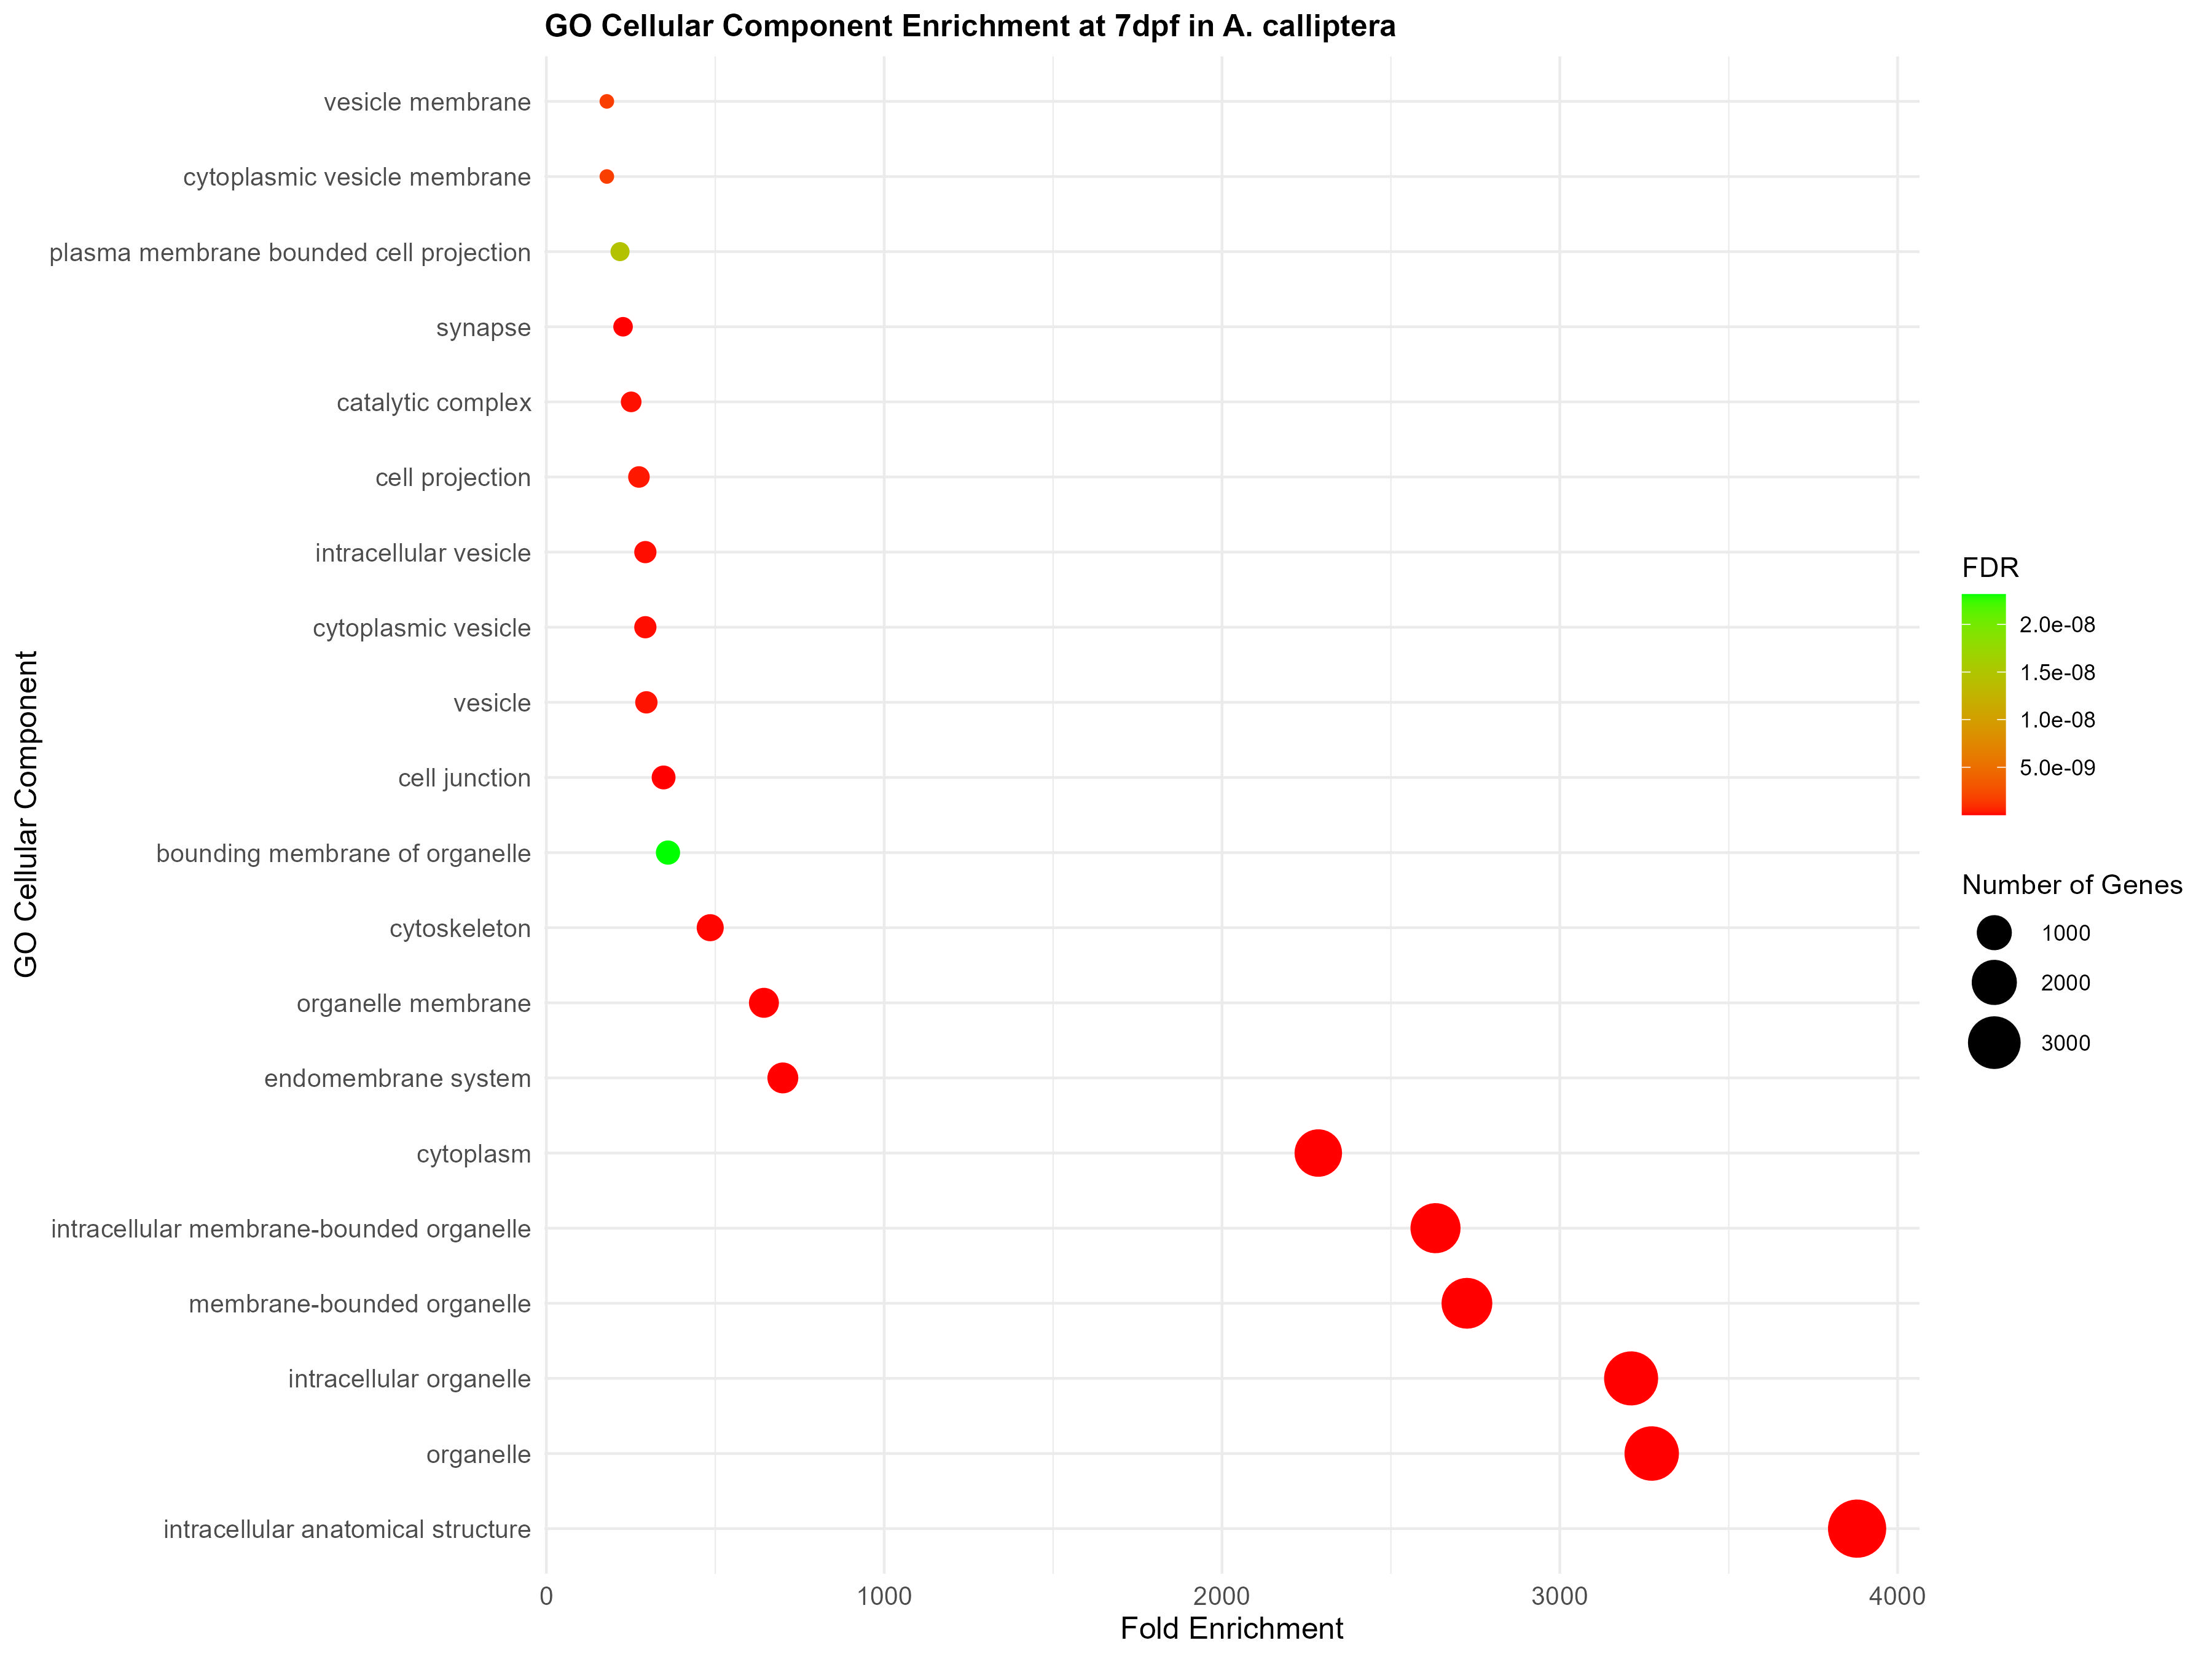 GO Cellular Component Enrichment at 7dpf in A. calliptera
GO Cellular Component
vesicle membrane
cytoplasmic vesicle membrane
plasma membrane bounded cell projection
synapse
catalytic complex
cell projection
intracellular vesicle
cytoplasmic vesicle
vesicle
cell junction
bounding membrane of organelle
cytoskeleton
organelle membrane
endomembrane system
cytoplasm
intracellular membrane-bounded organelle
membrane-bounded organelle
intracellular organelle
organelle
intracellular anatomical structure
0 1000 2000 3000 4000
Fold Enrichment
FDR
2.0e-08
1.5e-08
1.0e-08
5.0e-09
Number of Genes
1000
2000
3000